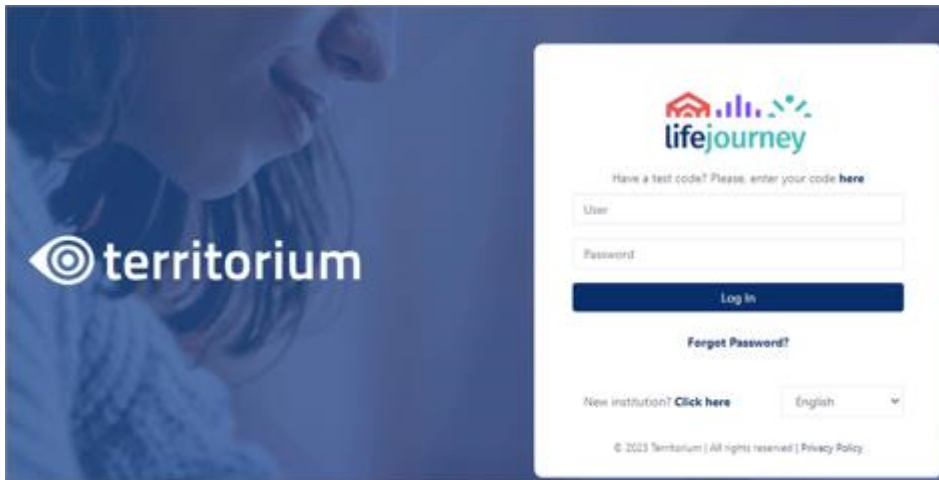 territorium
lifejourney
Have a test code? Please, enter your code here
User
Password
Log In
Forgot Password?
New institution? Click here
English
© 2023 Territorium | All rights reserved | Privacy Policy